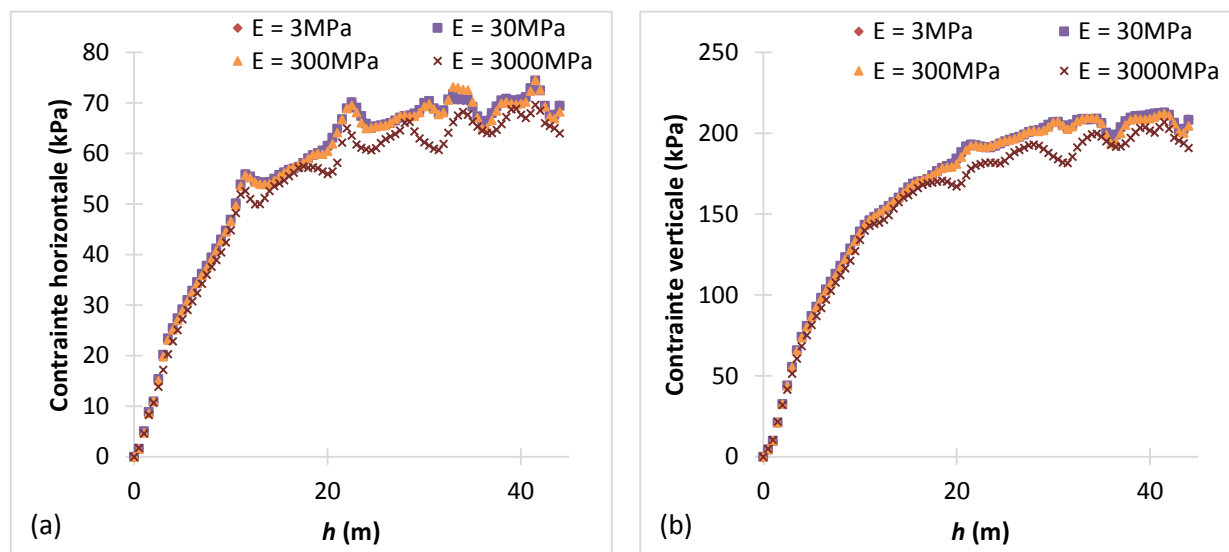 E = 3MPa
E = 30MPa
E = 300MPa
E = 3000MPa
80
70
60
50
40
30
20
10
0
Contrainte horizontale (kPa)
0
20
40
h (m)
(a)
E = 3MPa
E = 30MPa
E = 300MPa
E = 3000MPa
250
200
150
100
50
0
Contrainte verticale (kPa)
0
20
40
h (m)
(b)